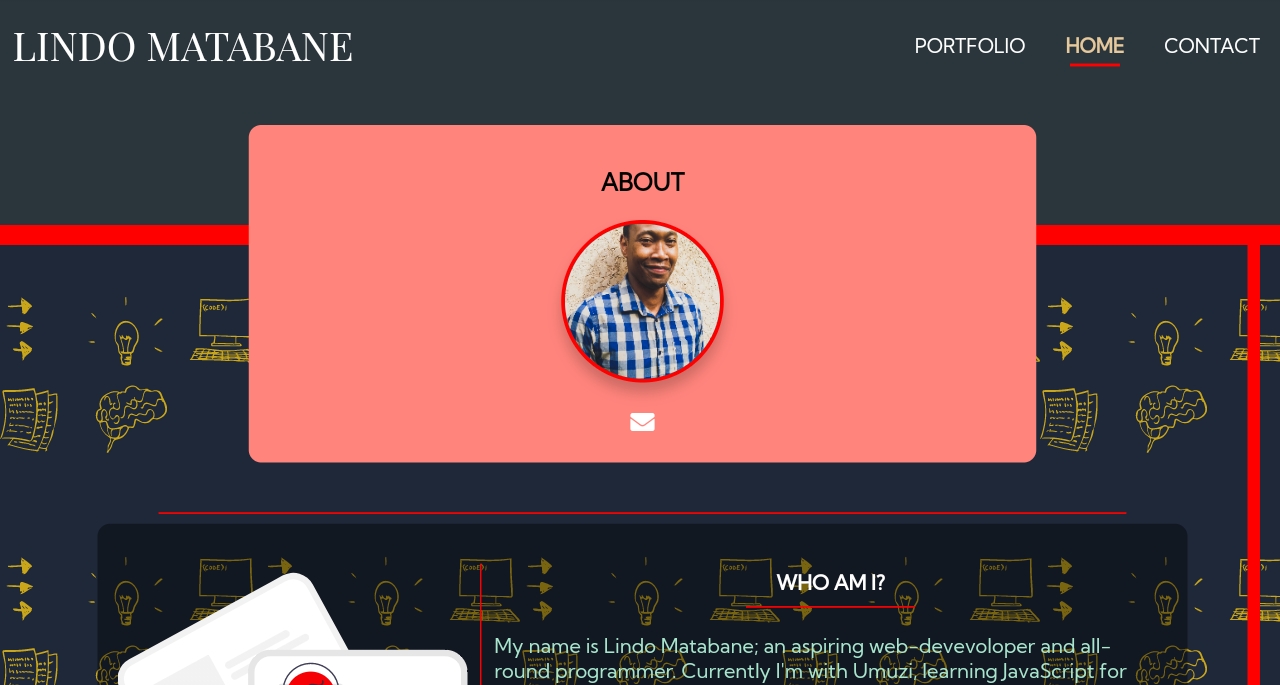 LINDO MATABANE
PORTFOLIO HOME CONTACT
ABOUT
WHO AM I?
My name is Lindo Matabane; an aspiring web-devevoloper and all-
round programmer. Currently I'm with Umuzi, learning JavaScript for